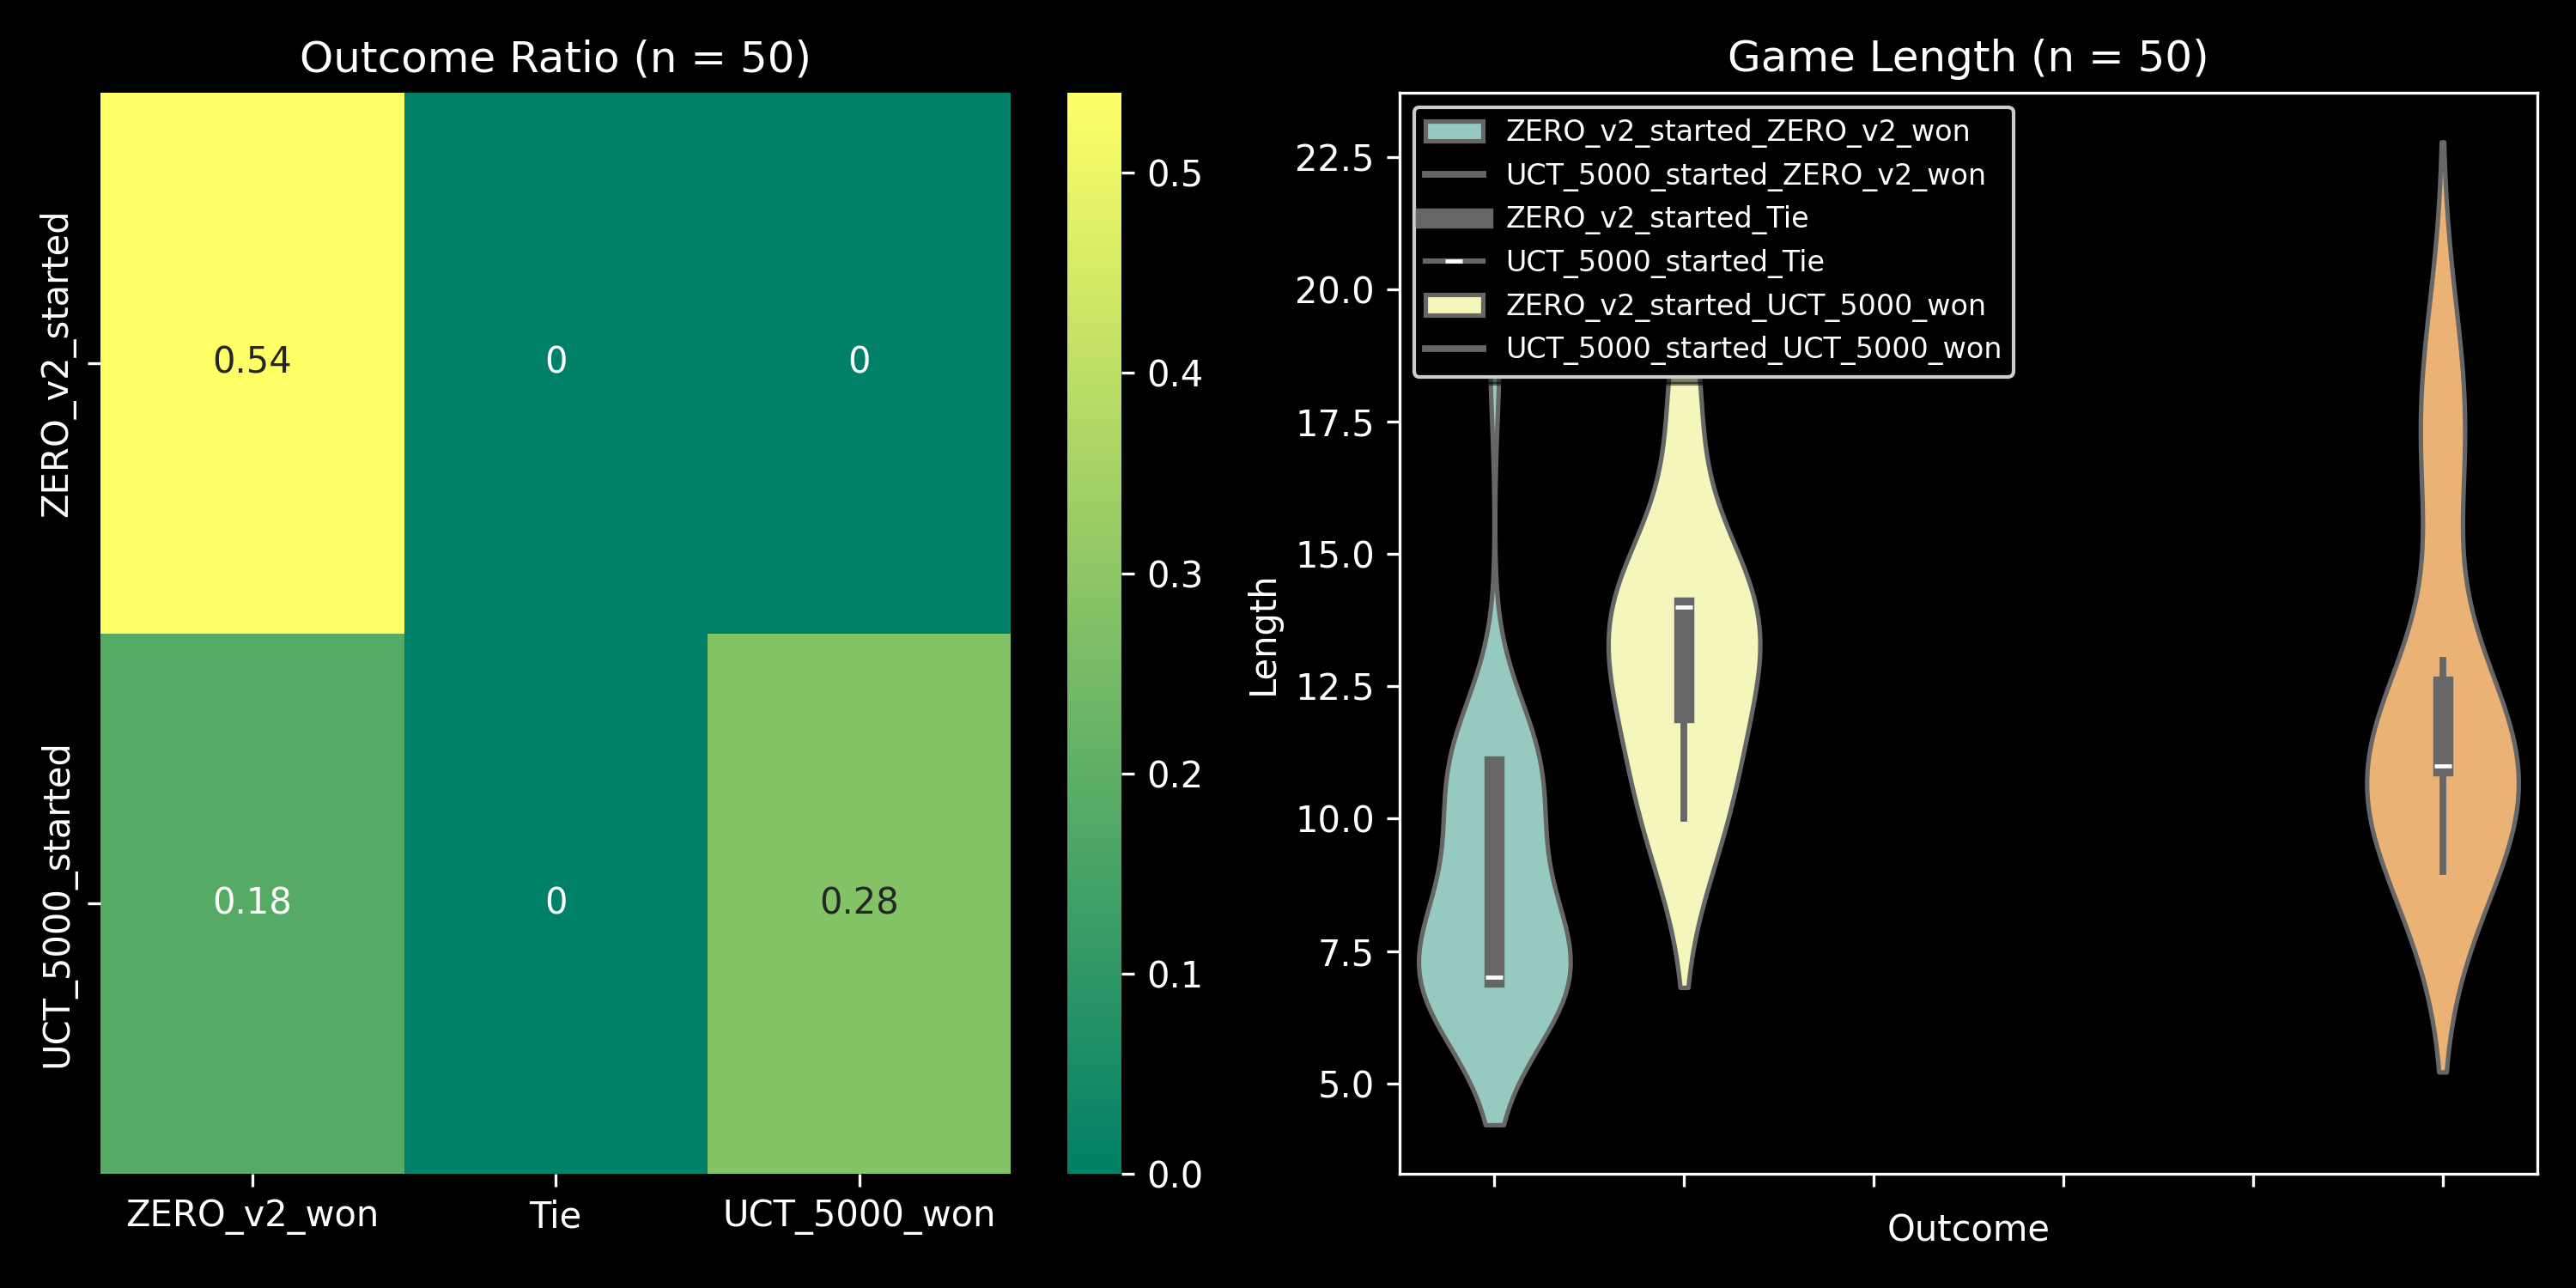 Outcome Ratio (n = 50)
ZERO_v2_started
UCT_5000_started
0.54
0
0
0.18
0
0.28
ZERO_v2_won
Tie
UCT_5000_won
0.5
0.4
0.3
0.2
0.1
0.0
Game Length (n = 50)
ZERO_v2_started_ZERO_v2_won
UCT_5000_started_ZERO_v2_won
ZERO_v2_started_Tie
UCT_5000_started_Tie
ZERO_v2_started_UCT_5000_won
UCT_5000_started_UCT_5000_won
Length
22.5
20.0
17.5
15.0
12.5
10.0
7.5
5.0
Outcome